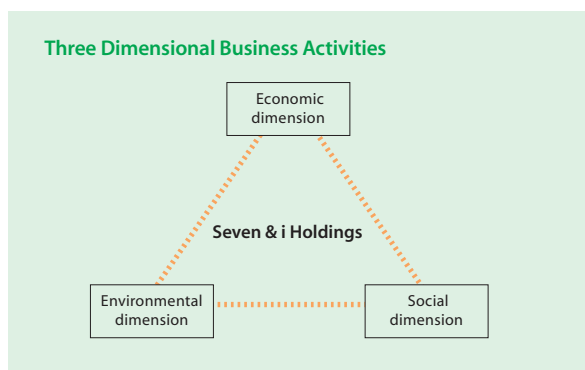 Three Dimensional Business Activities
Economic
dimension
Seven & i Holdings
Environmental
dimension
Social
dimension